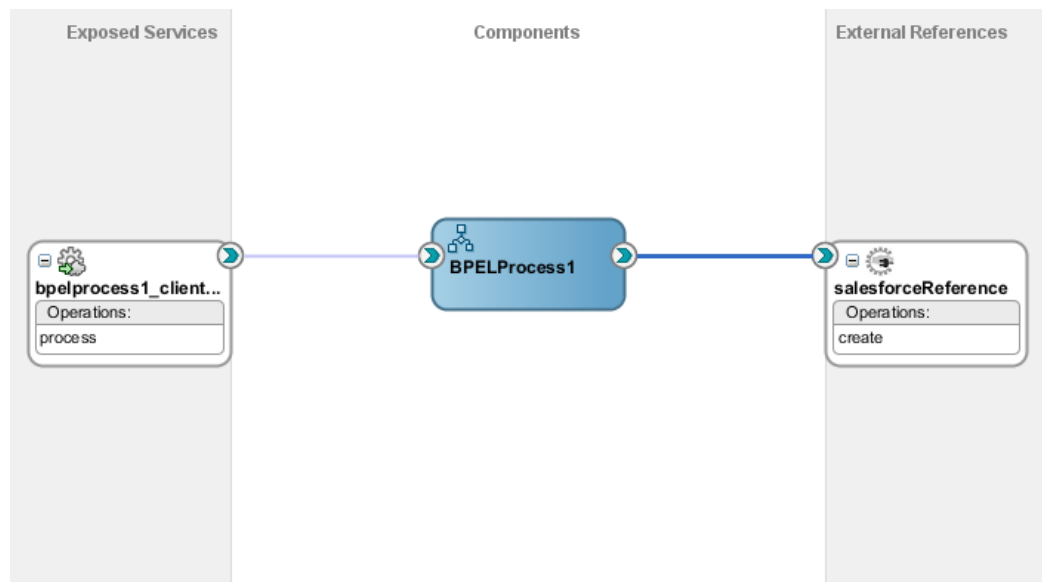 Exposed Services
Components
External References
bpelprocess1_client...
Operations:
process
BPELProcess1
salesforceReference
Operations:
create